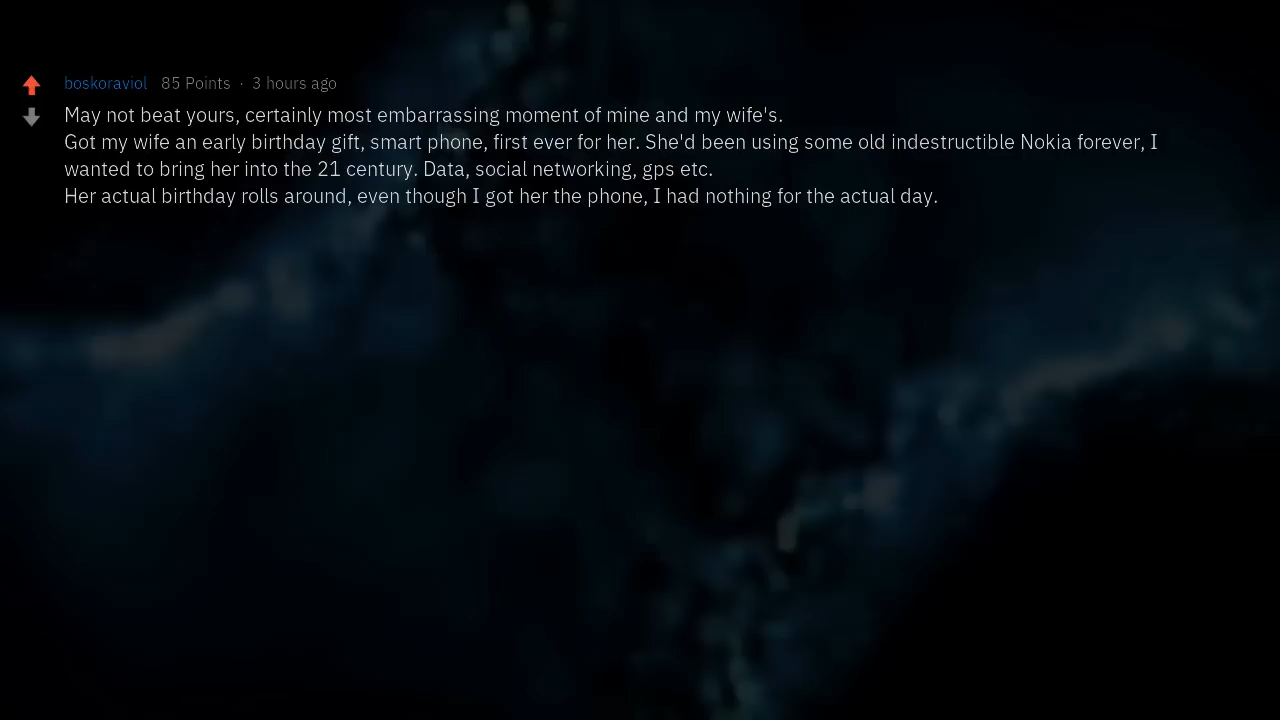 boskoraviol 85 Points · 3 hours ago
May not beat yours, certainly most embarrassing moment of mine and my wife's.
Got my wife an early birthday gift, smart phone, first ever for her. She'd been using some old indestructible Nokia forever, I
wanted to bring her into the 21 century. Data, social networking, gps etc.
Her actual birthday rolls around, even though I got her the phone, I had nothing for the actual day.